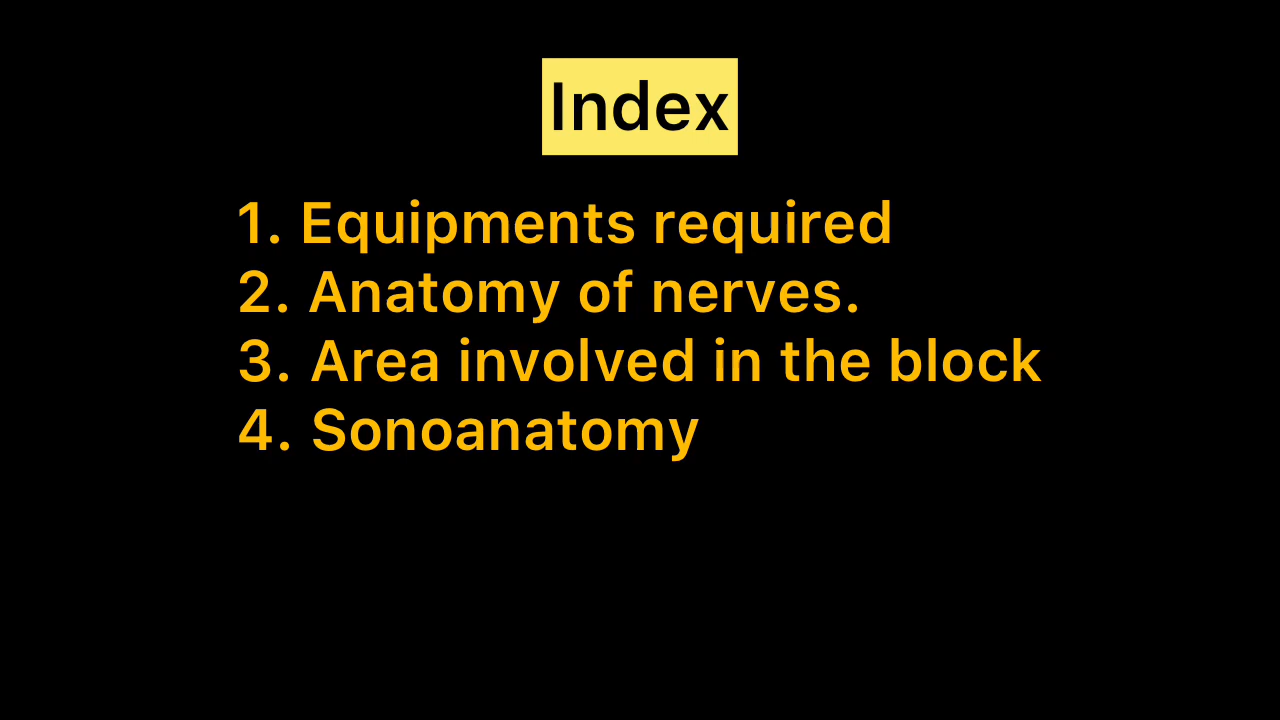 Index
1. Equipments required
2. Anatomy of nerves.
3. Area involved in the block
4. Sonoanatomy